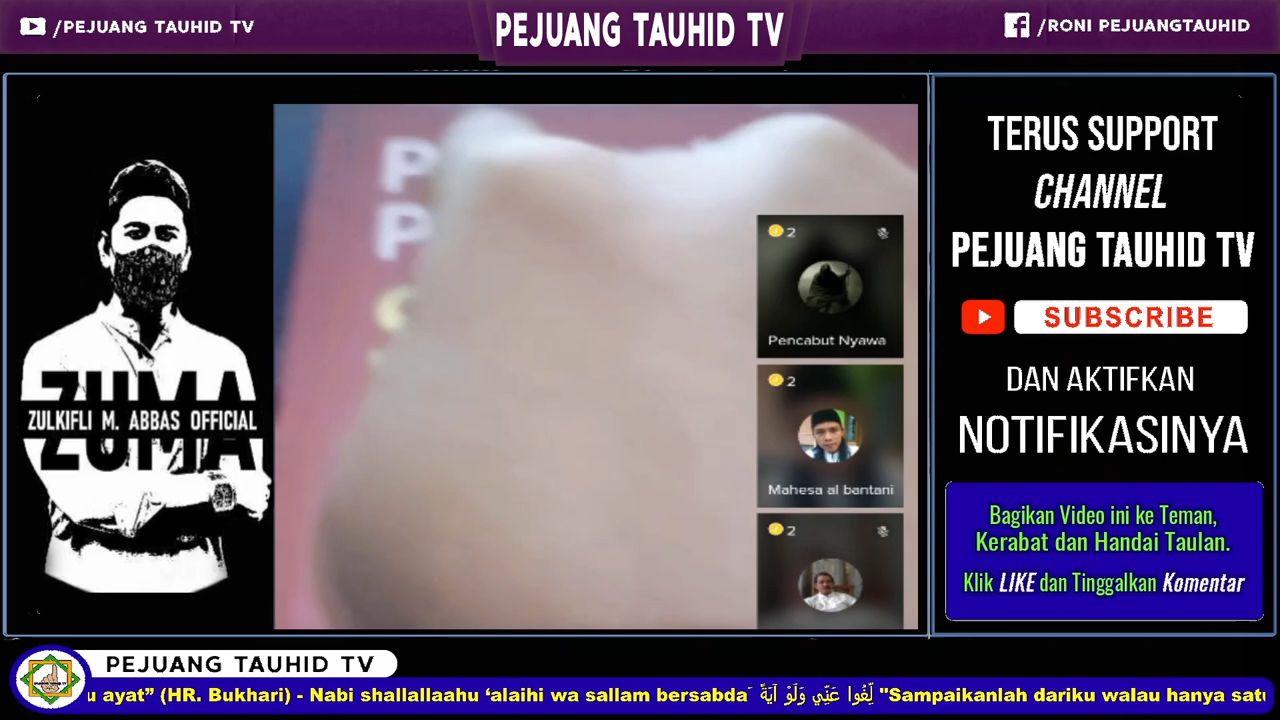 /PEJUANG TAUHID TV
PEJUANG TAUHID TV
/RONI PEJUANGTAUHID
P
P
ZUMA
ZULKIFLI M. ABBAS OFFICIAL
ZUMA
2
Pencabut Nyawa
2
Mahesa al bantani
2
TERUS SUPPORT
CHANNEL
PEJUANG TAUHID TV
SUBSCRIBE
DAN AKTIFKAN
NOTIFIKASINYA
Bagikan Video ini ke Teman,
Kerabat dan Handai Taulan.
Klik LIKE dan Tinggalkan Komentar
PEJUANG TAUHID TV
u ayat” (HR. Bukhari) - Nabi shallallaahu ‘alaihi wa sallam bersabda لِّغُوا عَنِّي وَلَوْ آيَةً "Sampaikanlah dariku walau hanya satu